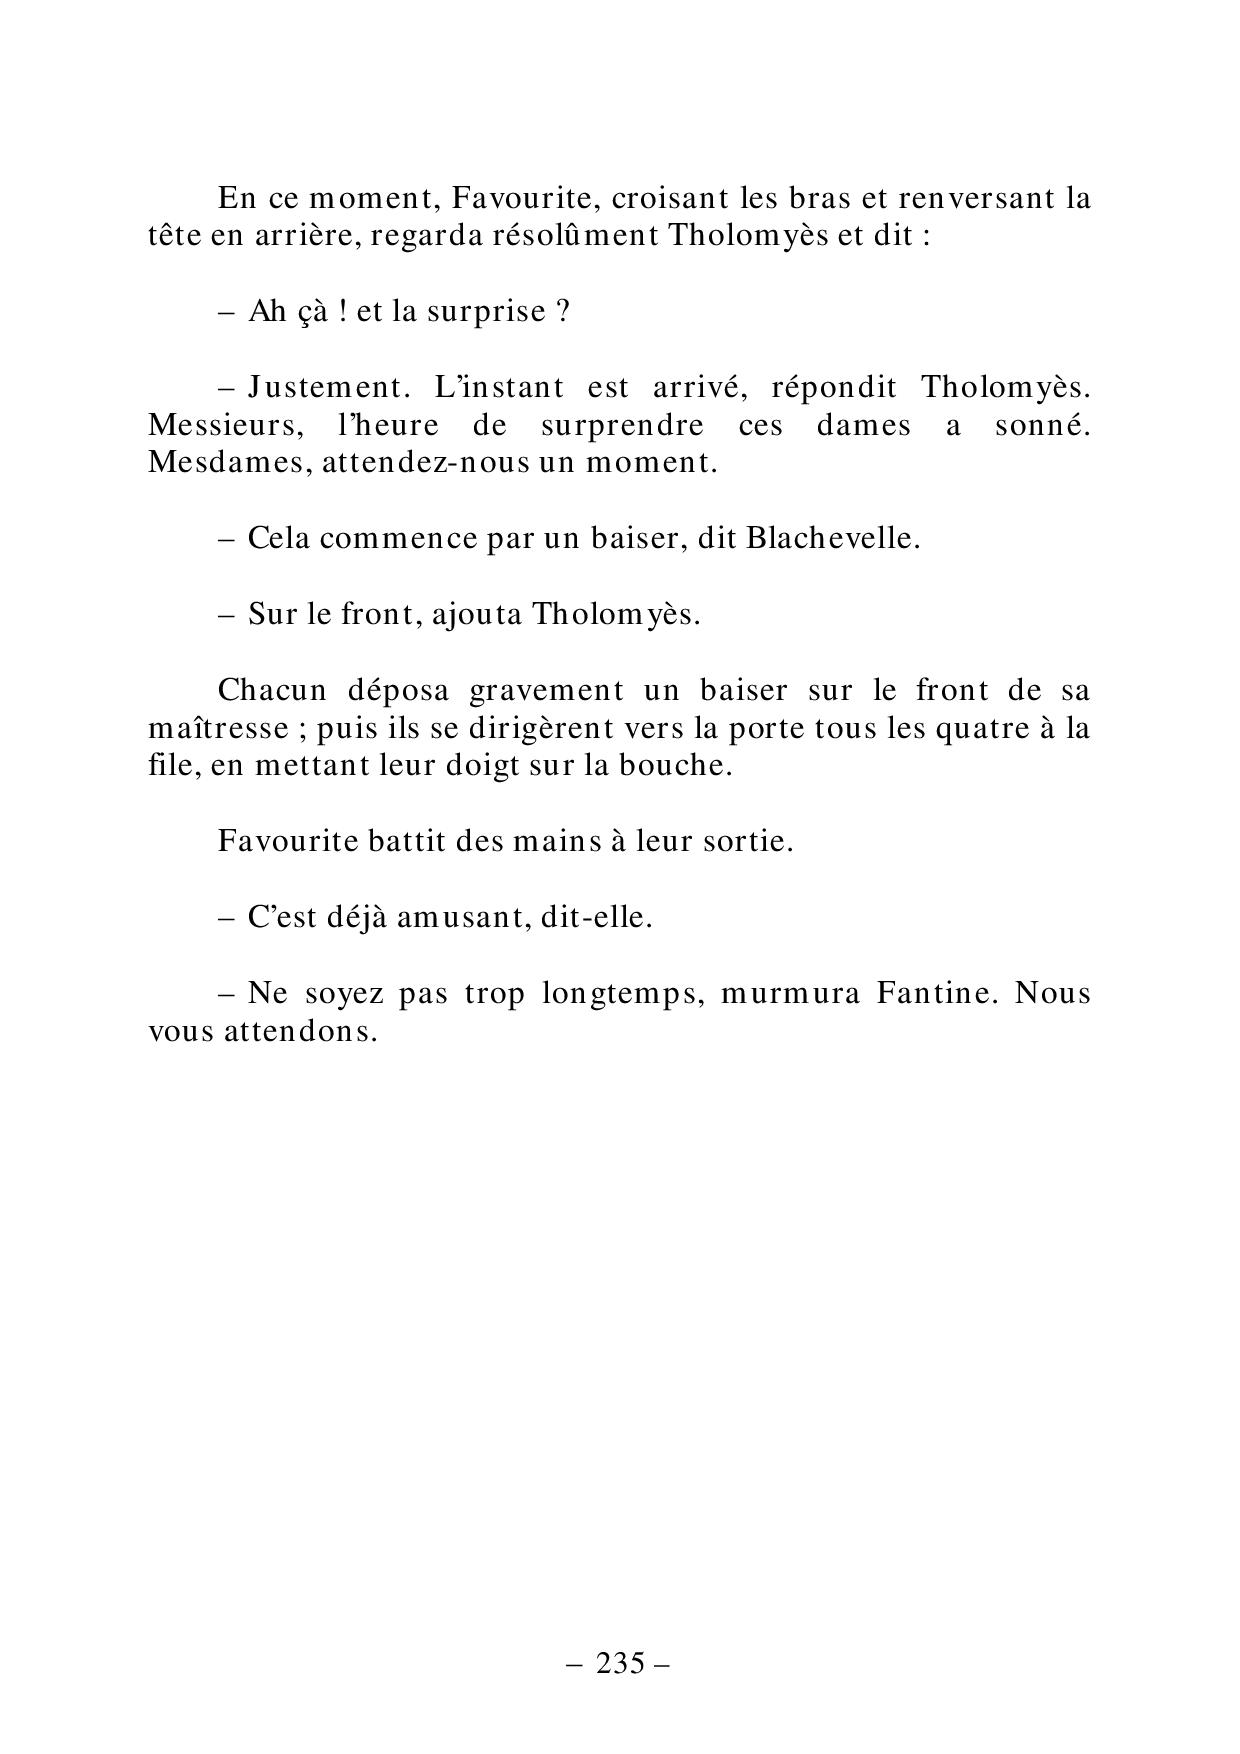 En ce moment, Favourite, croisant les bras et renversant la
tête en arrière, regarda résolûment Tholomyès et dit :
– Ah çà ! et la surprise ?
– Justement. L’instant est arrivé, répondit Tholomyès.
Messieurs, l’heure de surprendre ces dames a sonné.
Mesdames, attendez-nous un moment.
– Cela commence par un baiser, dit Blachevelle.
– Sur le front, ajouta Tholomyès.
Chacun déposa gravement un baiser sur le front de sa
maîtresse ; puis ils se dirigèrent vers la porte tous les quatre à la
file, en mettant leur doigt sur la bouche.
Favourite battit des mains à leur sortie.
– C’est déjà amusant, dit-elle.
– Ne soyez pas trop longtemps, murmura Fantine. Nous
vous attendons.
– 235 –